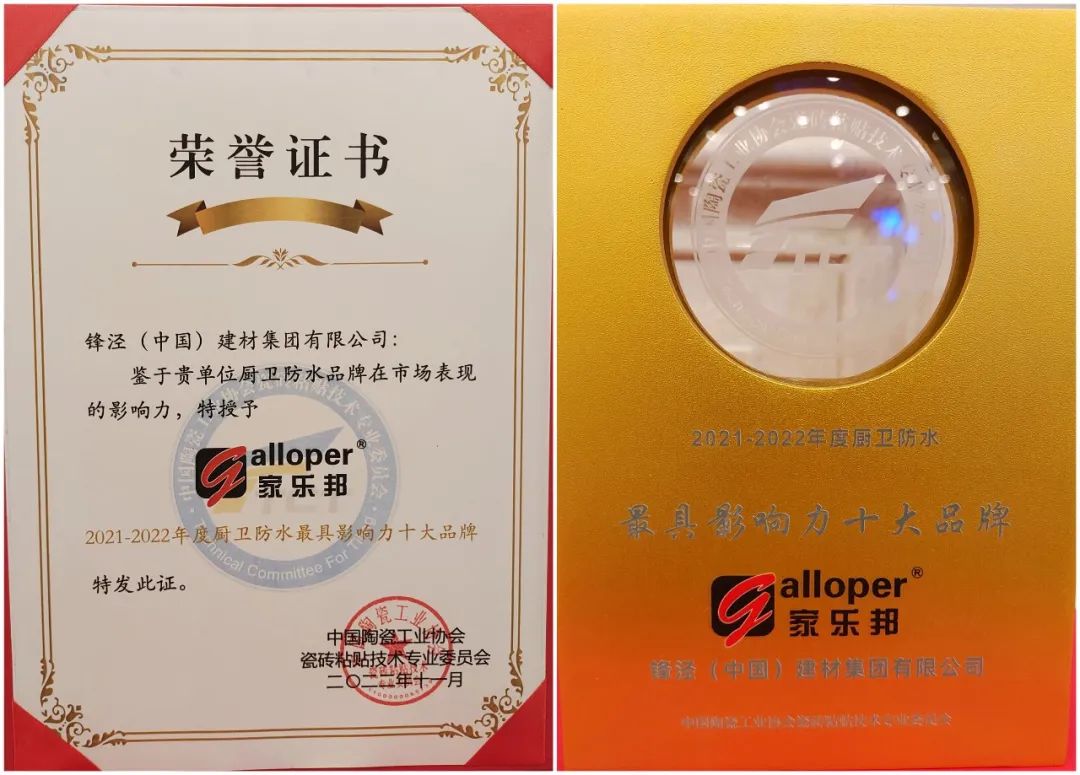 荣誉证书
锋泾（中国）建材集团有限公司：
鉴于贵单位厨卫防水品牌在市场表现
的影响力，特授予
Galloper®
家乐邦
2021-2022年度厨卫防水最具影响力十大品牌
特发此证。
中国陶瓷工业协会
瓷砖粘贴技术专业委员会
二〇二二年十一月
2021-2022年度厨卫防水
最具影响力十大品牌
Galloper®
家乐邦
锋泾（中国）建材集团有限公司
中国陶瓷工业协会瓷砖粘贴技术专业委员会